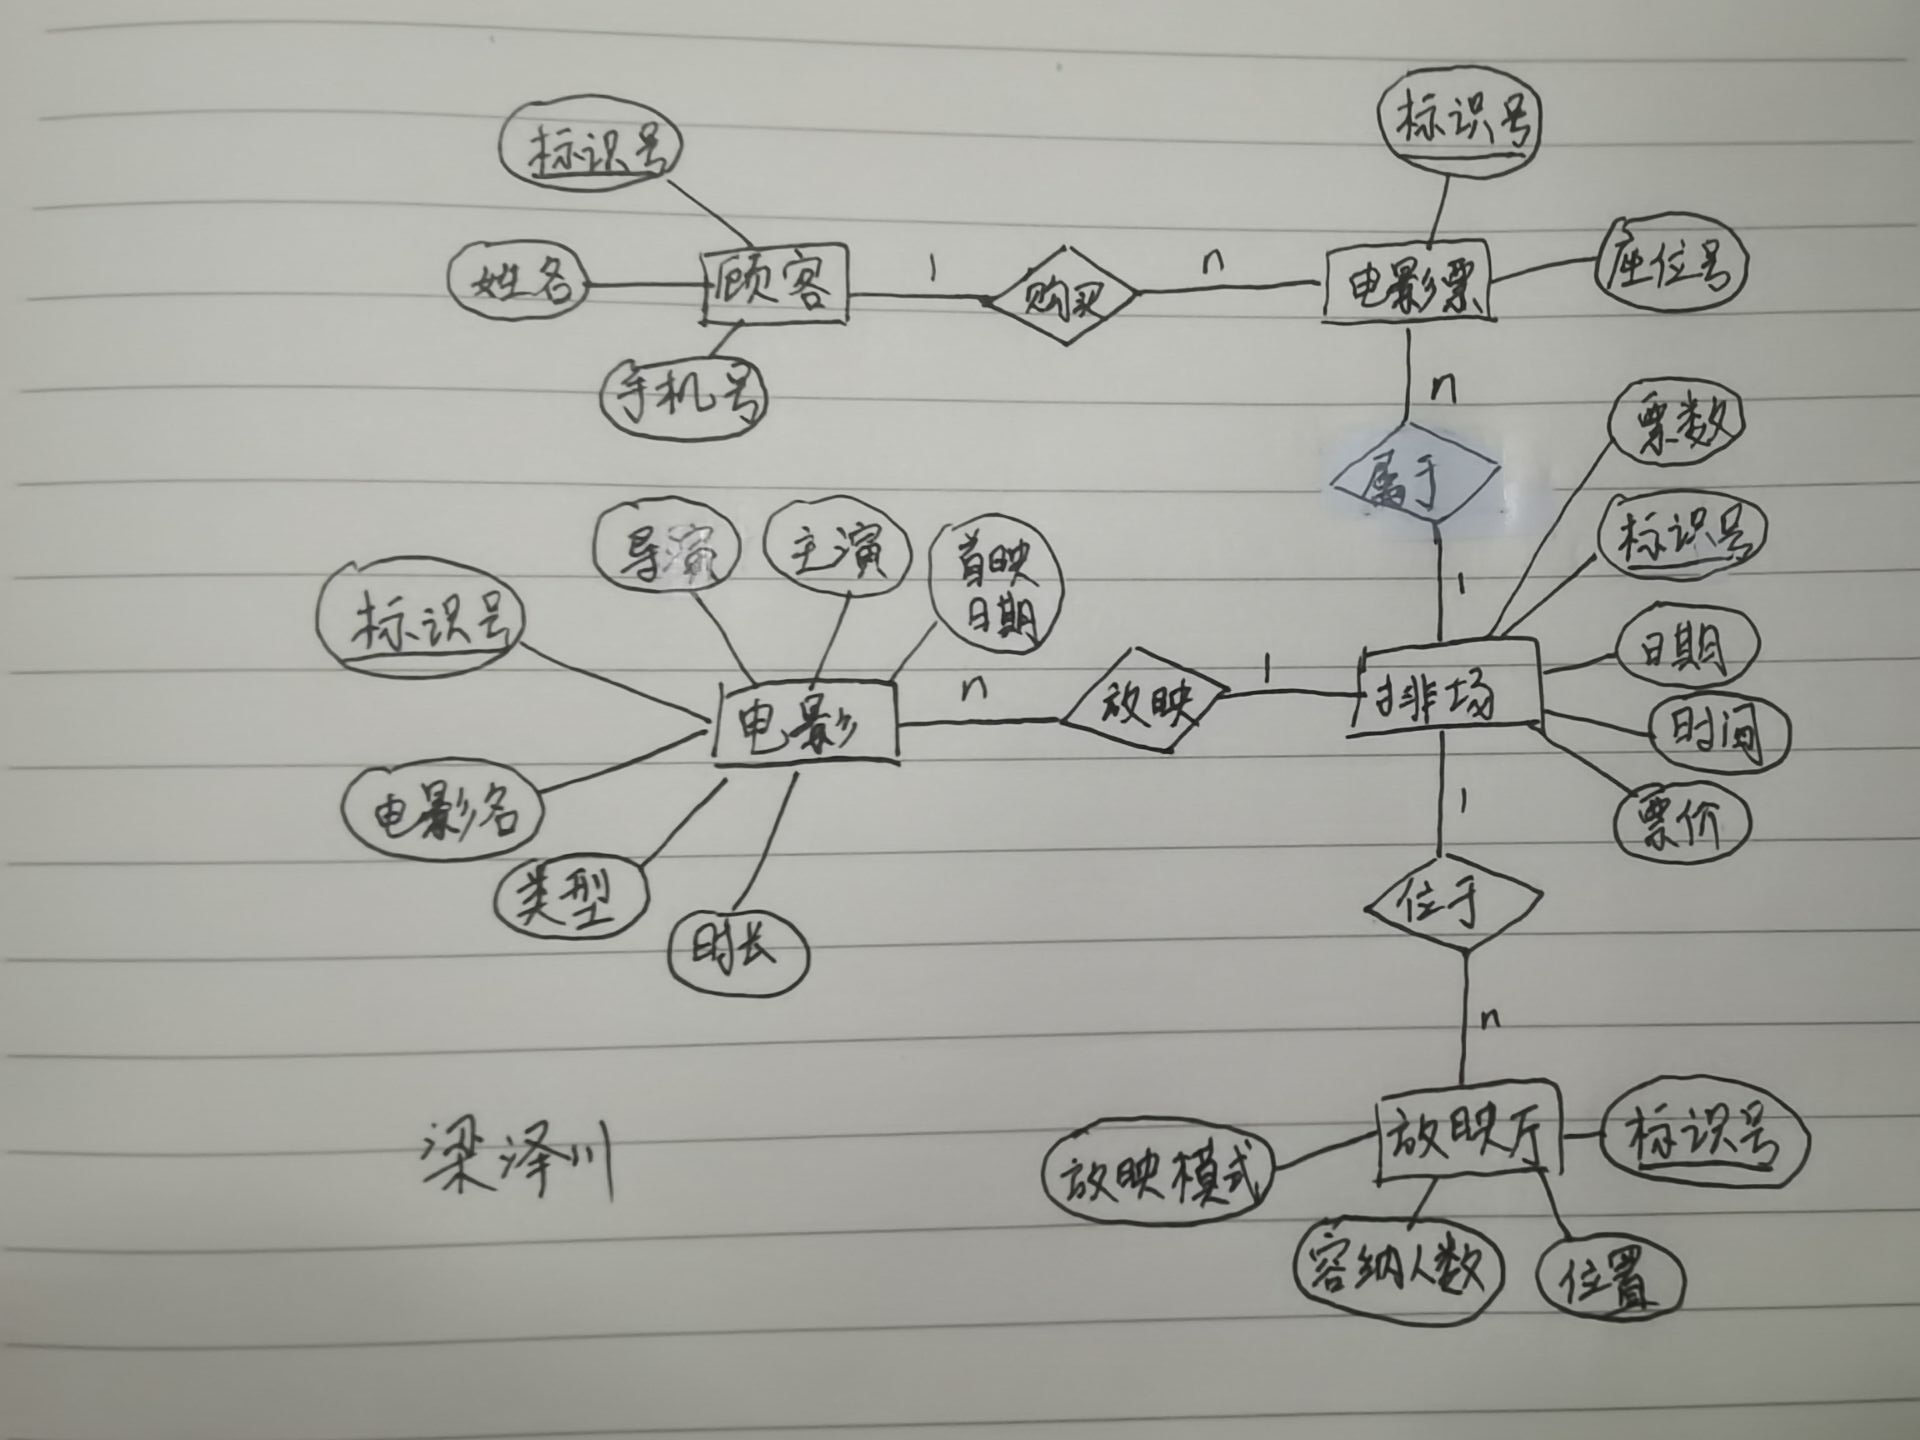 标识号
标识号
姓名
顾客
1
购买
n
电影票
座位号
手机号
n
票数
属于
导演
主演
首映
日期
标识号
1
标识号
日期
电影
n
放映
1
排场
时间
电影名
1
票价
类型
位于
时长
n
梁泽川
放映模式
放映厅
标识号
容纳人数
位置